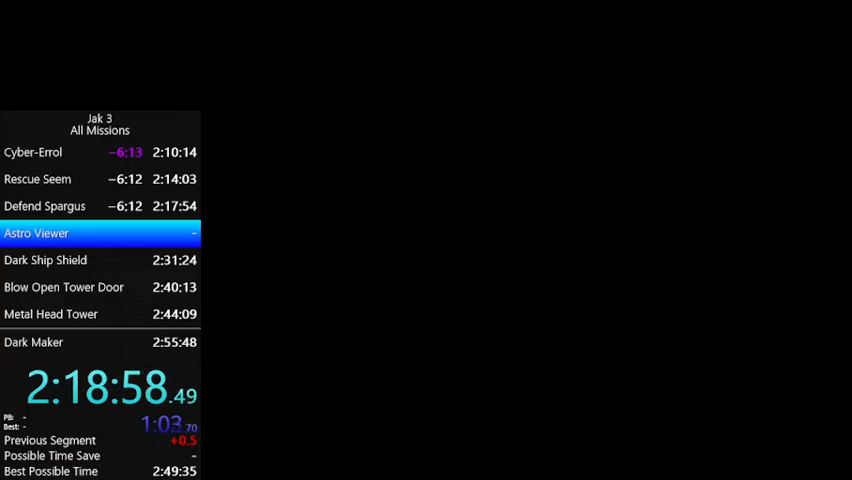 Jak 3
All Missions
Cyber-Errol −6:13 2:10:14
Rescue Seem −6:12 2:14:03
Defend Spargus −6:12 2:17:54
Astro Viewer -
Dark Ship Shield 2:31:24
Blow Open Tower Door 2:40:13
Metal Head Tower 2:44:09
Dark Maker 2:55:48
2:18:58.49
PB: -
Best: -
1:03.70
Previous Segment +0.5
Possible Time Save -
Best Possible Time 2:49:35